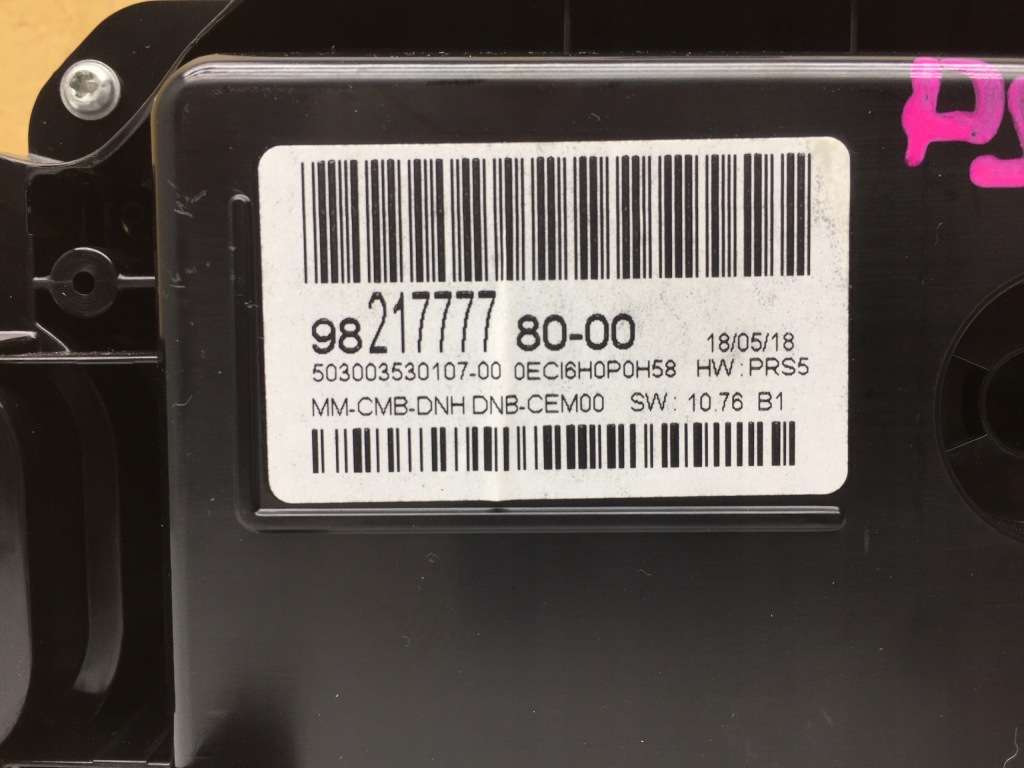 98 217777 80-00 18/05/18
503003530107-00 0ECI6H0P0H58 HW : PRS5
MM-CMB-DNH DNB-CEM00 SW : 10.76 B1